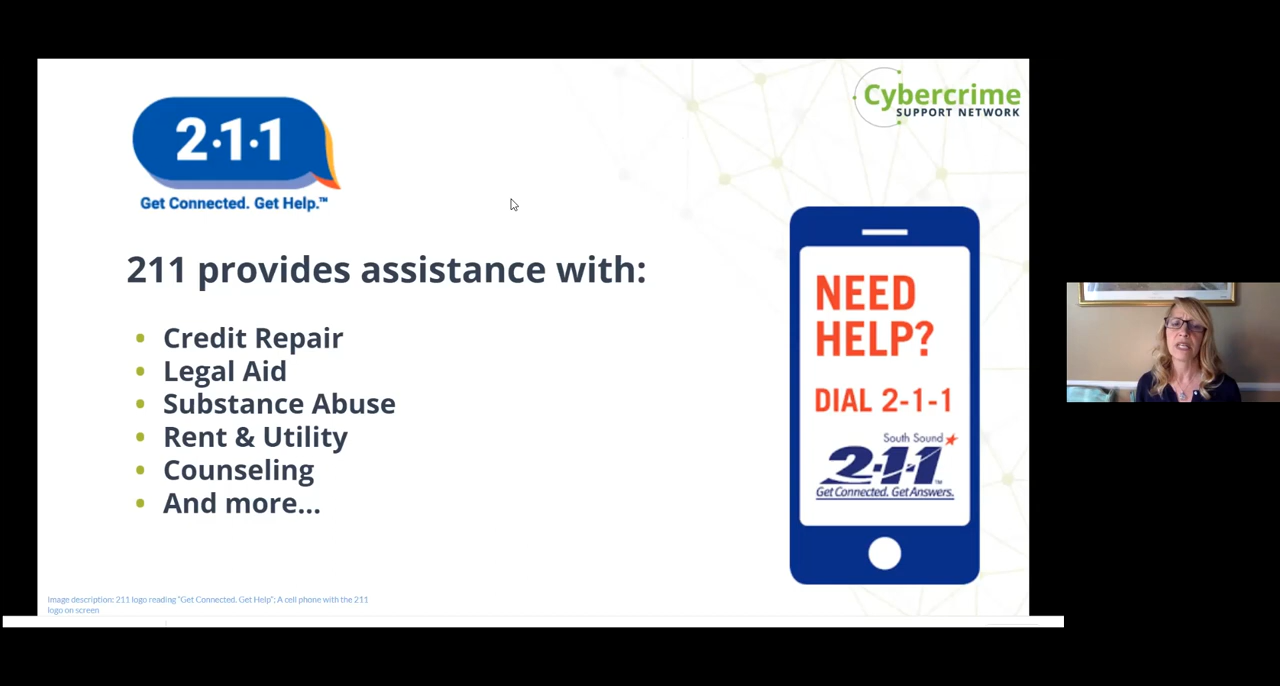 2·1·1
Get Connected. Get Help.™
Cybercrime
SUPPORT NETWORK
211 provides assistance with:
• Credit Repair
• Legal Aid
• Substance Abuse
• Rent & Utility
• Counseling
• And more...
NEED
HELP?
DIAL 2-1-1
South Sound
2·1·1™
Get Connected. Get Answers.
Image description: 211 logo reading "Get Connected. Get Help"; A cell phone with the 211
logo on screen